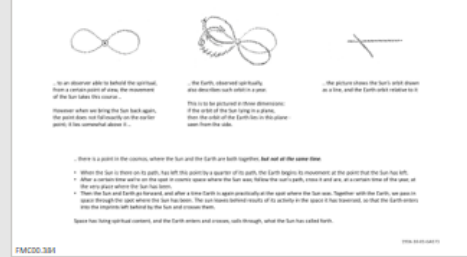 ... to an observer able to behold the spiritual,
from a certain point of view, the movement
of the Sun takes this course ...
However when we bring the Sun back again,
the point does not fall exactly on the earlier
point; it lies somewhat above it ...
... the Earth, observed spiritually,
also describes such orbit in a year.
This is to be pictured in three dimensions:
if the orbit of the Sun lying in a plane,
then the orbit of the Earth lies in this plane -
seen from the side.
... the picture shows the Sun's orbit drawn
as a line, and the Earth orbit relative to it
... there is a point in the cosmos, where the Sun and the Earth are both together, but not at the same time.
• When the Sun is there on its path, has left this point by a quarter of its path, the Earth begins its movement at the point that the Sun has left.
• After a certain time we're on the spot in cosmic space where the Sun was; follow the sun's path, cross it and are, at a certain time of the year, at
the very place where the Sun has been.
• Then the Sun and Earth go forward, and after a time Earth is again practically at the spot where the Sun was. Together with the Earth, we pass in
space through the spot where the Sun has been. The sun leaves behind results of its activity in the space it has traversed, so that the Earth enters
into the imprints left behind by the Sun and crosses them.
Space has living spiritual content, and the Earth enters and crosses, sails through, what the Sun has called forth.
FMC00.384